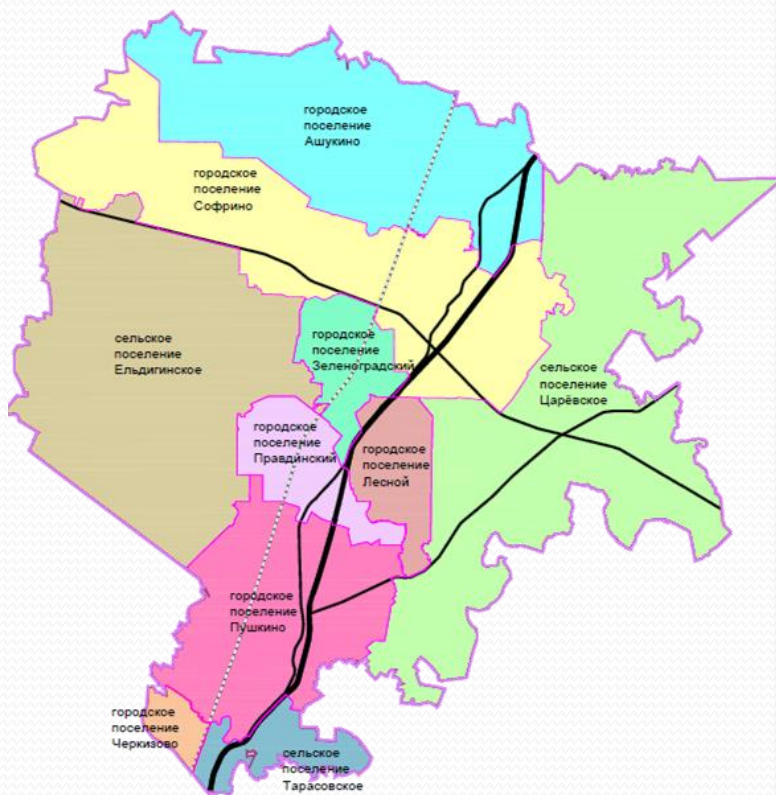 городское
поселение
Ашукино
городское
поселение
Софрино
сельское
поселение
Ельдигинское
городское
поселение
Зеленоградский
сельское
поселение
Царёвское
городское
поселение
Правдинский
городское
поселение
Лесной
городское
поселение
Пушкино
городское
поселение
Черкизово
сельское
поселение
Тарасовское